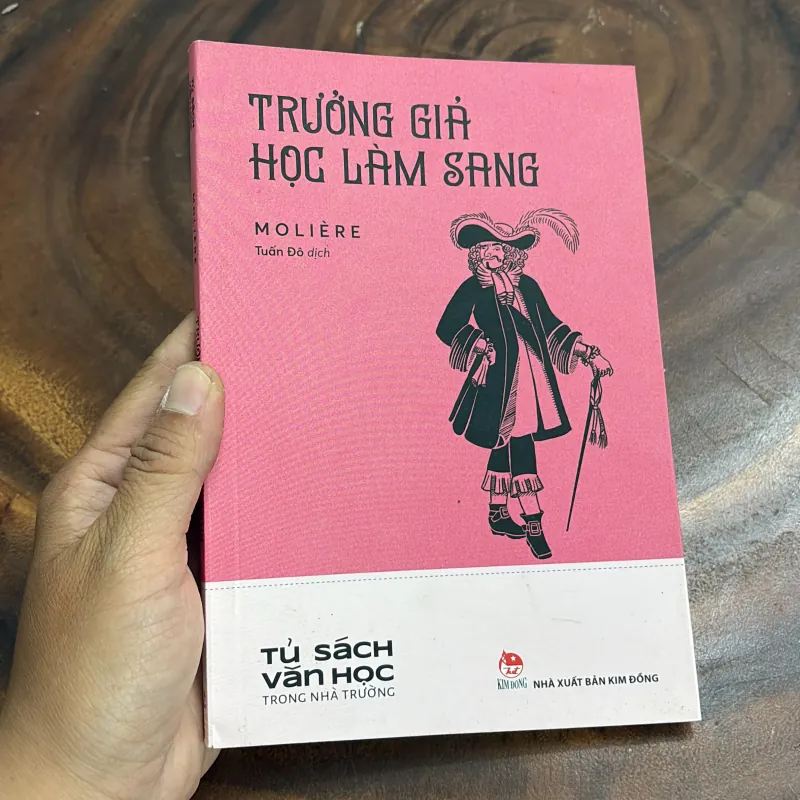 TRƯỞNG GIẢ
HỌC LÀM SANG
MOLIÈRE
Tuấn Đô dịch
TỦ SÁCH
VĂN HỌC
TRONG NHÀ TRƯỜNG
KIM ĐỒNG
NHÀ XUẤT BẢN KIM ĐỒNG